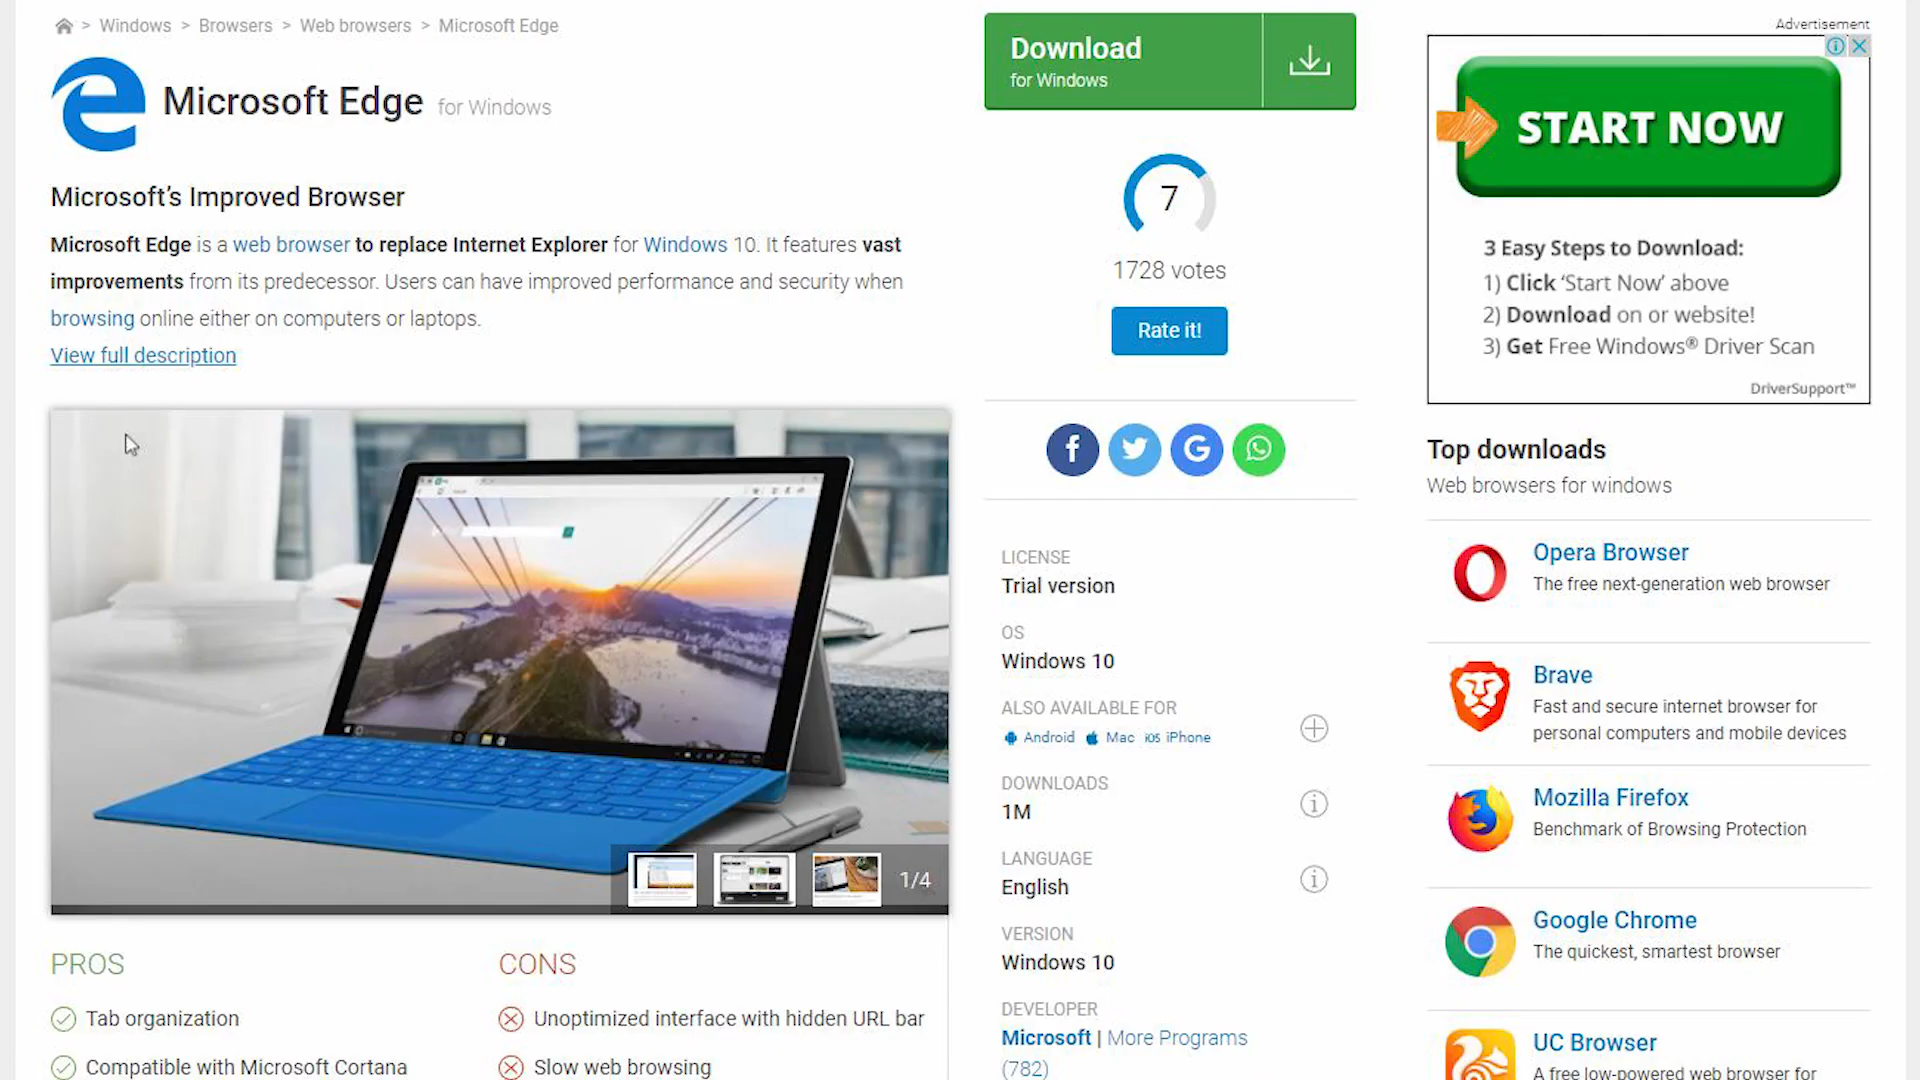 > Windows > Browsers > Web browsers > Microsoft Edge
Microsoft Edge for Windows
Microsoft's Improved Browser
Microsoft Edge is a web browser to replace Internet Explorer for Windows 10. It features vast
improvements from its predecessor. Users can have improved performance and security when
browsing online either on computers or laptops.
View full description
1/4
PROS
Tab organization
Compatible with Microsoft Cortana
CONS
Unoptimized interface with hidden URL bar
Slow web browsing
Download
for Windows
7
1728 votes
Rate it!
LICENSE
Trial version
OS
Windows 10
ALSO AVAILABLE FOR
Android Mac iOS iPhone
DOWNLOADS
1M
LANGUAGE
English
VERSION
Windows 10
DEVELOPER
Microsoft | More Programs
(782)
Advertisement
START NOW
3 Easy Steps to Download:
1) Click 'Start Now' above
2) Download on or website!
3) Get Free Windows® Driver Scan
DriverSupport™
Top downloads
Web browsers for windows
Opera Browser
The free next-generation web browser
Brave
Fast and secure internet browser for
personal computers and mobile devices
Mozilla Firefox
Benchmark of Browsing Protection
Google Chrome
The quickest, smartest browser
UC Browser
A free low-powered web browser for